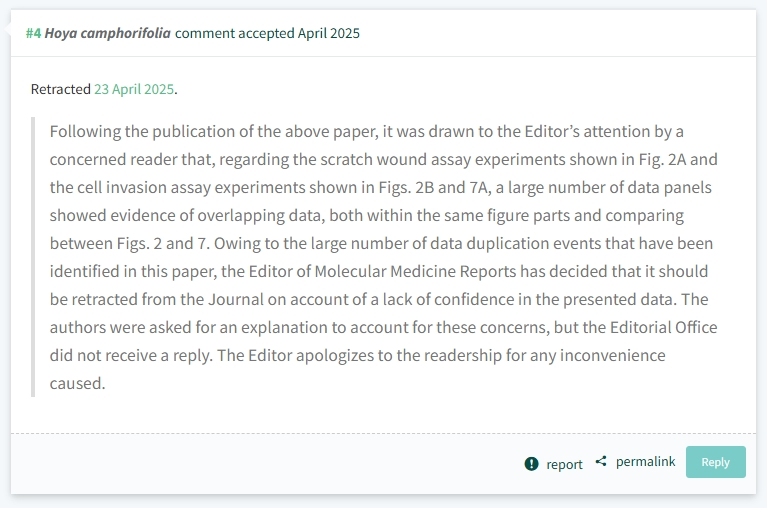 #4 Hoya camphorifolia comment accepted April 2025
Retracted 23 April 2025.
Following the publication of the above paper, it was drawn to the Editor’s attention by a
concerned reader that, regarding the scratch wound assay experiments shown in Fig. 2A and
the cell invasion assay experiments shown in Figs. 2B and 7A, a large number of data panels
showed evidence of overlapping data, both within the same figure parts and comparing
between Figs. 2 and 7. Owing to the large number of data duplication events that have been
identified in this paper, the Editor of Molecular Medicine Reports has decided that it should
be retracted from the Journal on account of a lack of confidence in the presented data. The
authors were asked for an explanation to account for these concerns, but the Editorial Office
did not receive a reply. The Editor apologizes to the readership for any inconvenience
caused.
report permalink Reply